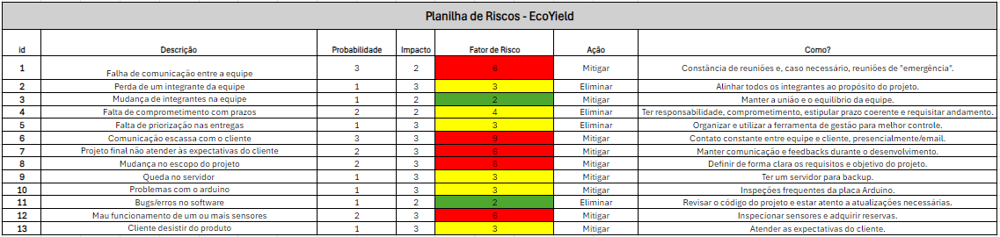 Planilha de Riscos - EcoYield
id Descrição Probabilidade Impacto Fator de Risco Ação Como?
1 Falha de comunicação entre a equipe 3 2 6 Mitigar Constância de reuniões e, caso necessário, reuniões de "emergência".
2 Perda de um integrante da equipe 1 3 3 Eliminar Alinhar todos os integrantes ao propósito do projeto.
3 Mudança de integrantes na equipe 1 2 2 Mitigar Manter a união e o equilibrio da equipe.
4 Falta de comprometimento com prazos 2 2 4 Eliminar Ter responsabilidade, comprometimento, estipular prazo coerente e requisitar andamento.
5 Falta de priorização nas entregas 1 3 3 Eliminar Organizar e utilizar a ferramenta de gestão para melhor controle.
6 Comunicação escassa com o cliente 3 3 9 Mitigar Contato constante entre equipe e cliente, presencialmente/email.
7 Projeto final não atender às expectativas do cliente 2 3 6 Mitigar Manter comunicação e feedbacks durante o desenvolvimento.
8 Mudança no escopo do projeto 2 3 6 Mitigar Definir de forma clara os requisitos e objetivo do projeto.
9 Queda no servidor 1 3 3 Mitigar Ter um servidor para backup.
10 Problemas com o arduino 1 3 3 Mitigar Inspeções frequentes da placa Arduino.
11 Bugs/erros no software 1 2 2 Eliminar Revisar o código do projeto e estar atento a atualizações necessárias.
12 Mau funcionamento de um ou mais sensores 2 3 6 Mitigar Inspecionar sensores e adquirir reservas.
13 Cliente desistir do produto 1 3 3 Mitigar Atender as expectativas do cliente.